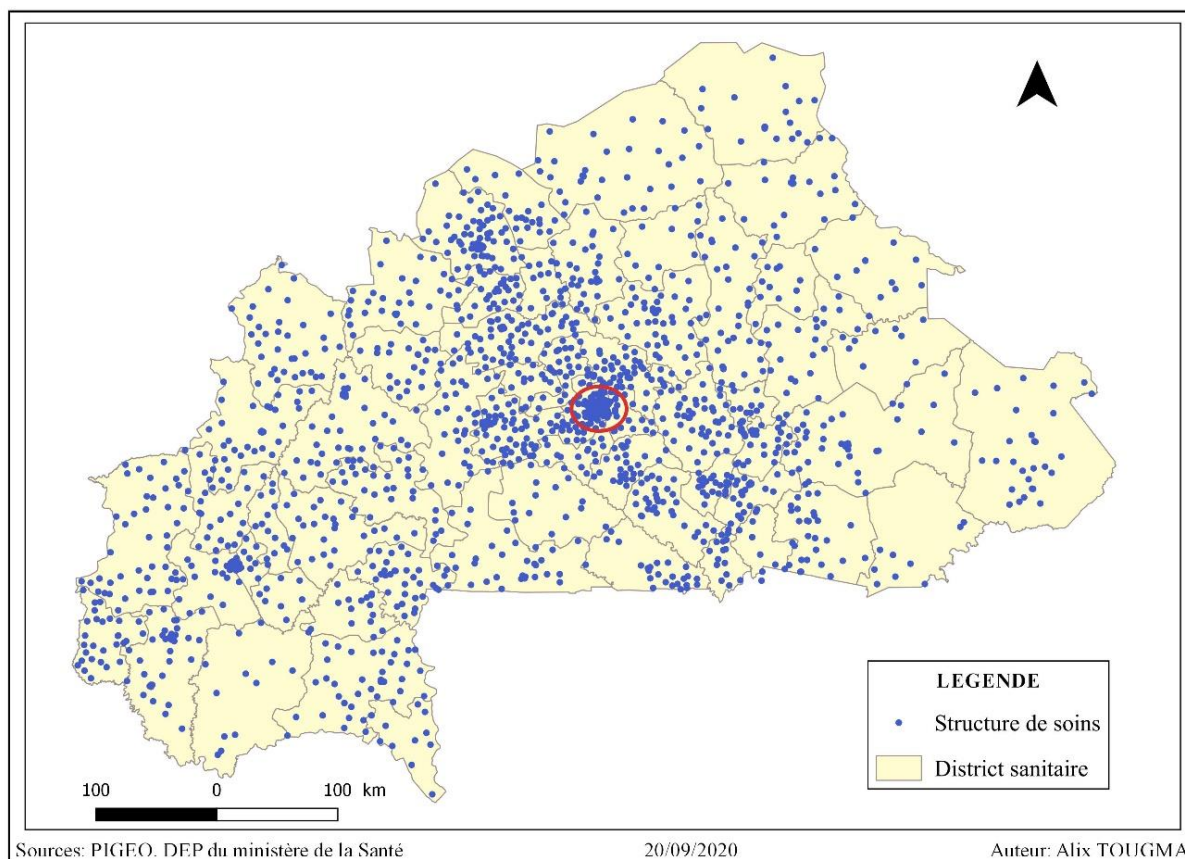 LEGENDE
Structure de soins
District sanitaire
100 0 100 km
Sources: PIGEO, DEP du ministère de la Santé 20/09/2020 Auteur: Alix TOUGMA